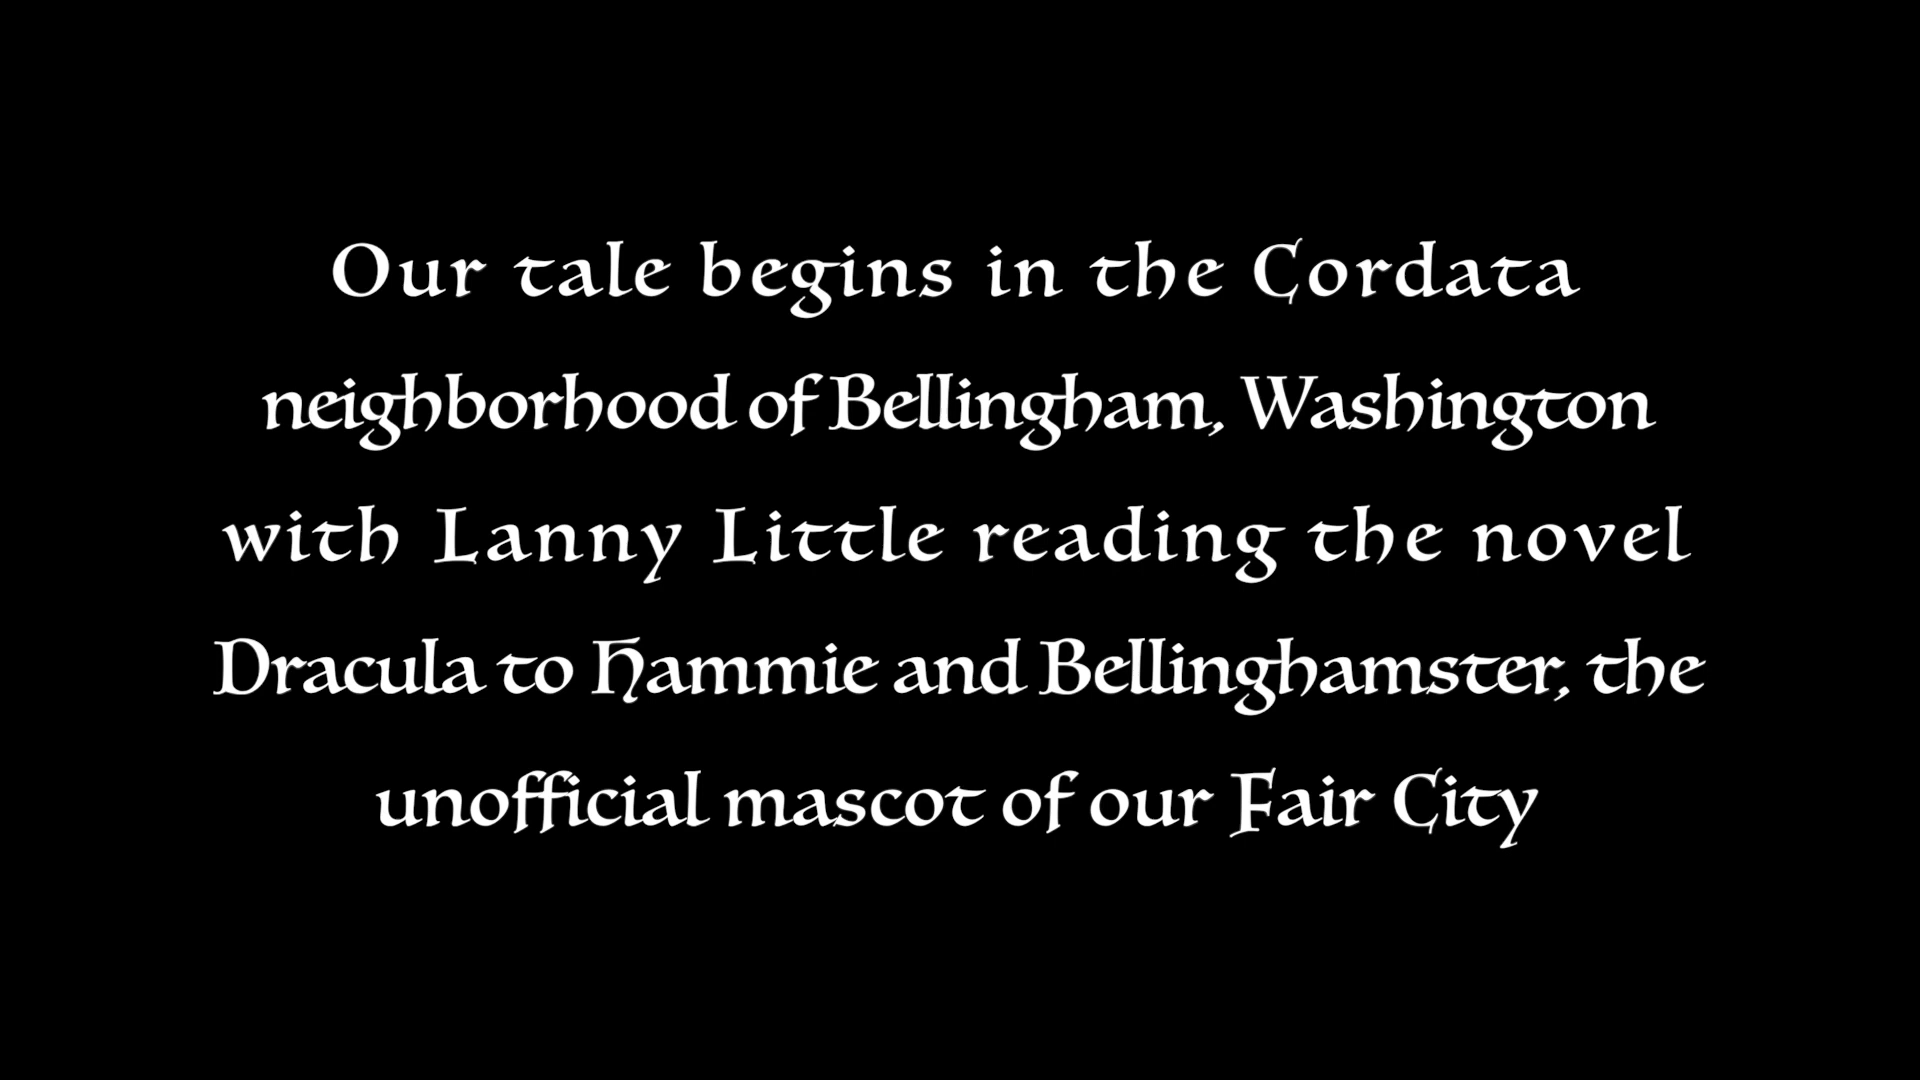 Our tale begins in the Cordata
neighborhood of Bellingham, Washington
with Lanny Little reading the novel
Dracula to Hammie and Bellinghamster, the
unofficial mascot of our Fair City